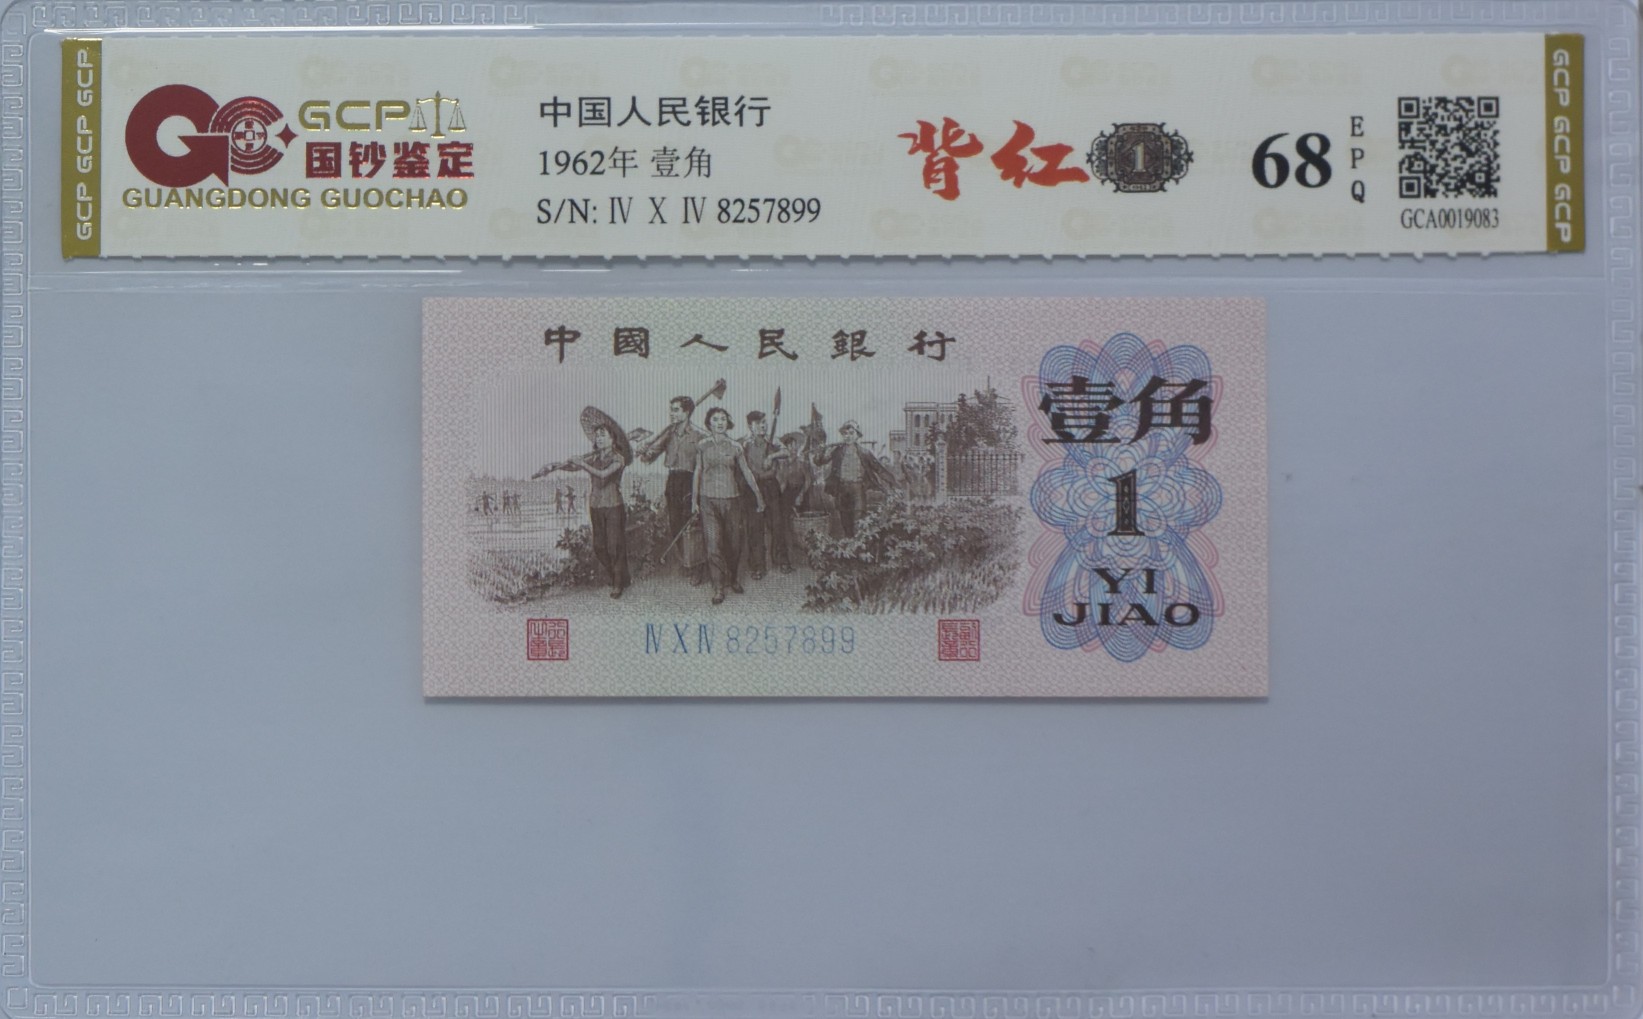 GCP GCP GCP
GCP
国钞鉴定
GUANGDONG GUOCHAO
中国人民银行
1962年 壹角
S/N: Ⅳ Ⅹ Ⅳ 8257899
背红
1
68
EPQ
GCA0019083
GCP GCP GCP
中國人民銀行
壹角
1
YI
JIAO
ⅣⅩⅣ 8257899